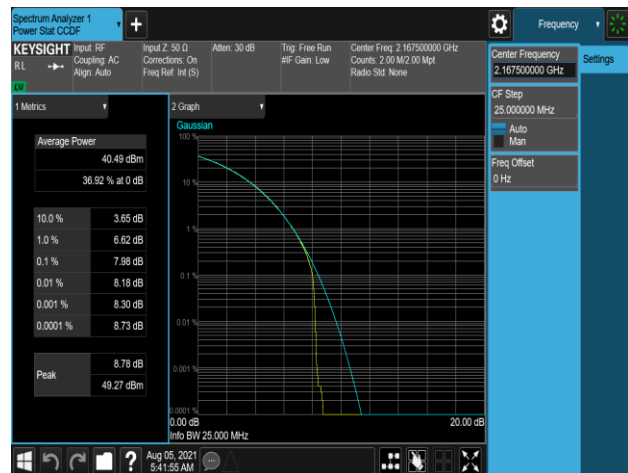 Spectrum Analyzer 1
Power Stat CCDF
Frequency
KEYSIGHT
RL
Input: RF
Coupling: AC
Align: Auto
Input Z: 50 Ω
Corrections: On
Freq Ref: Int (S)
Atten: 30 dB
Trig: Free Run
#IF Gain: Low
Center Freq: 2.167500000 GHz
Counts: 2.00 M/2.00 Mpt
Radio Std: None
LXI
Center Frequency
2.167500000 GHz
Settings
CF Step
25.000000 MHz
Auto
Man
Freq Offset
0 Hz
1 Metrics
Average Power
40.49 dBm
36.92 % at 0 dB
10.0 % 3.65 dB
1.0 % 6.62 dB
0.1 % 7.98 dB
0.01 % 8.18 dB
0.001 % 8.30 dB
0.0001 % 8.73 dB
Peak
8.78 dB
49.27 dBm
2 Graph
Gaussian
100 %
10 %
1 %
0.1 %
0.01 %
0.001 %
0.0001 %
0.00 dB
20.00 dB
Info BW 25.000 MHz
?
Aug 05, 2021
5:41:55 AM